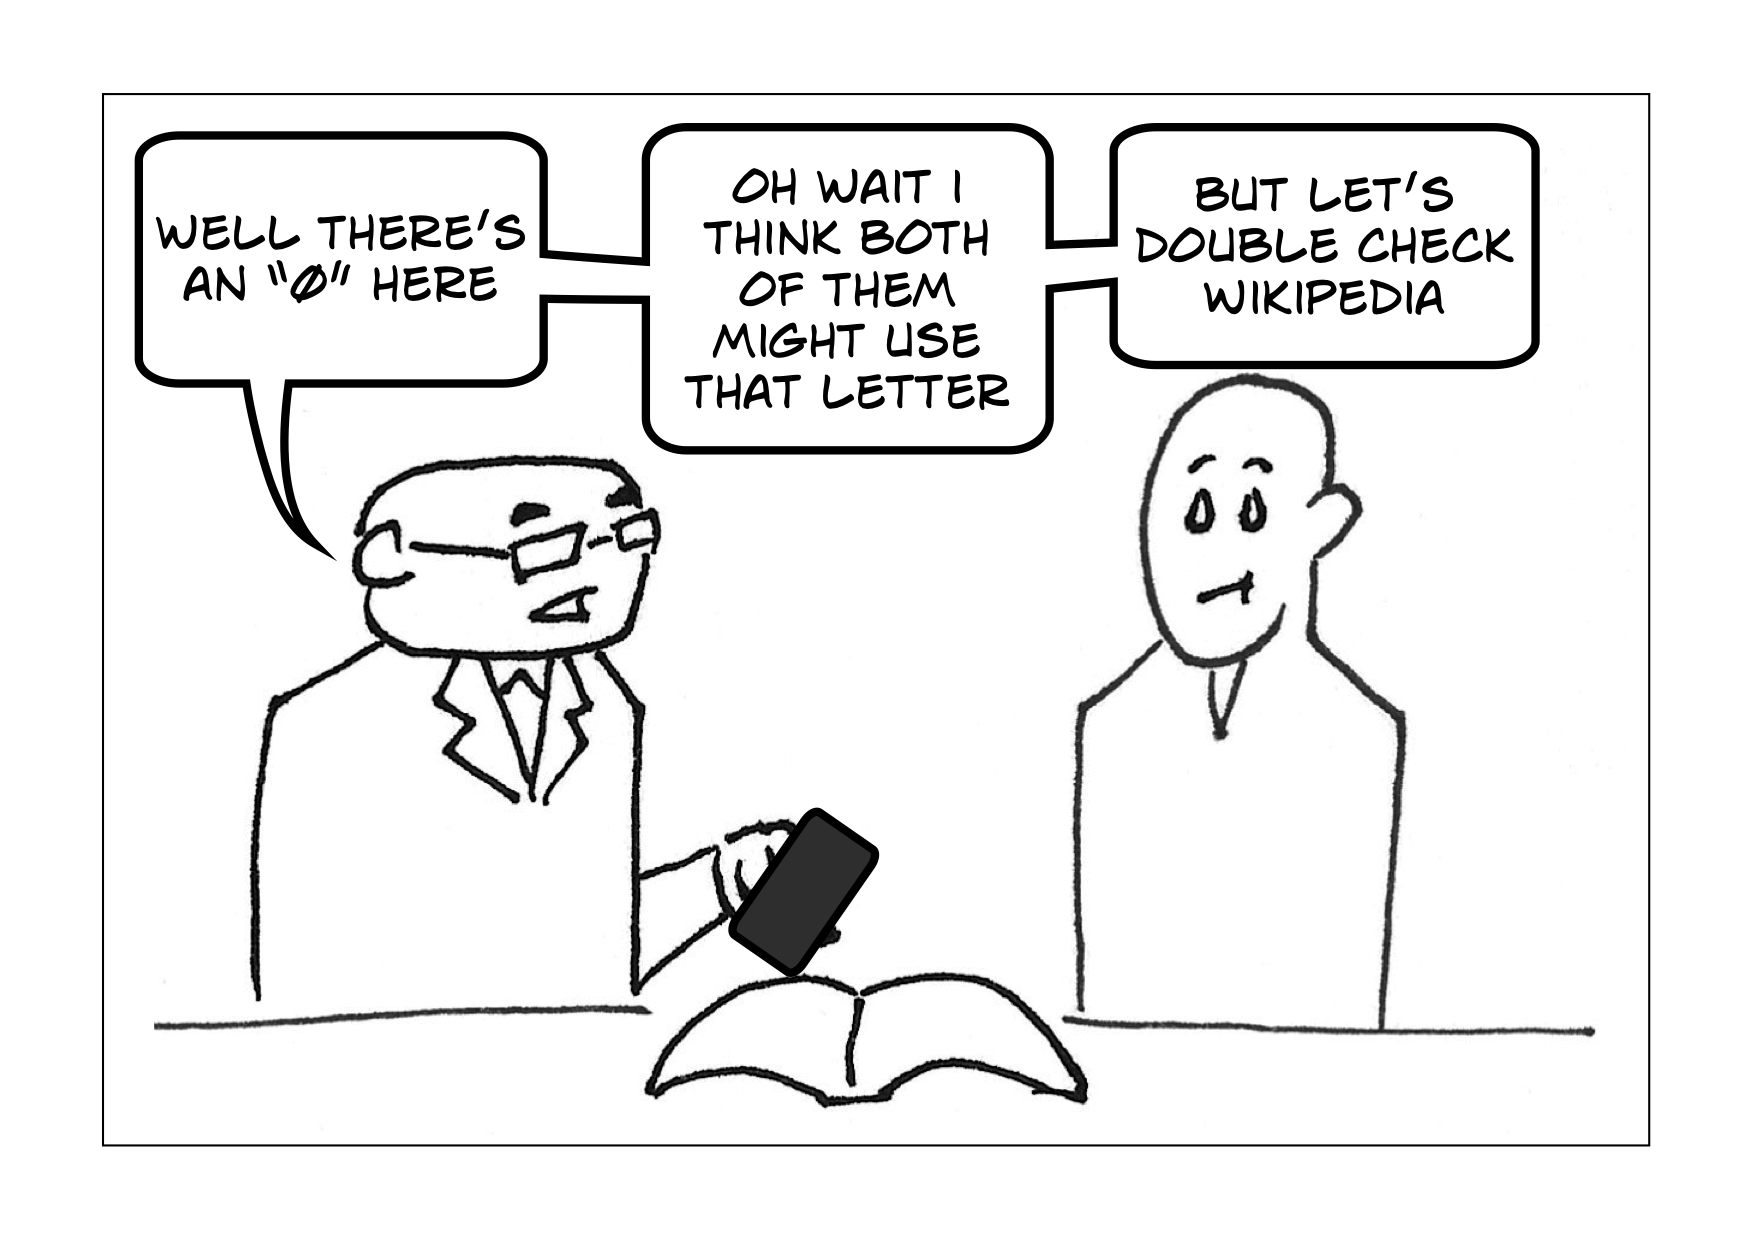 WELL THERE'S
AN "Ø" HERE
OH WAIT I
THINK BOTH
OF THEM
MIGHT USE
THAT LETTER
BUT LET'S
DOUBLE CHECK
WIKIPEDIA